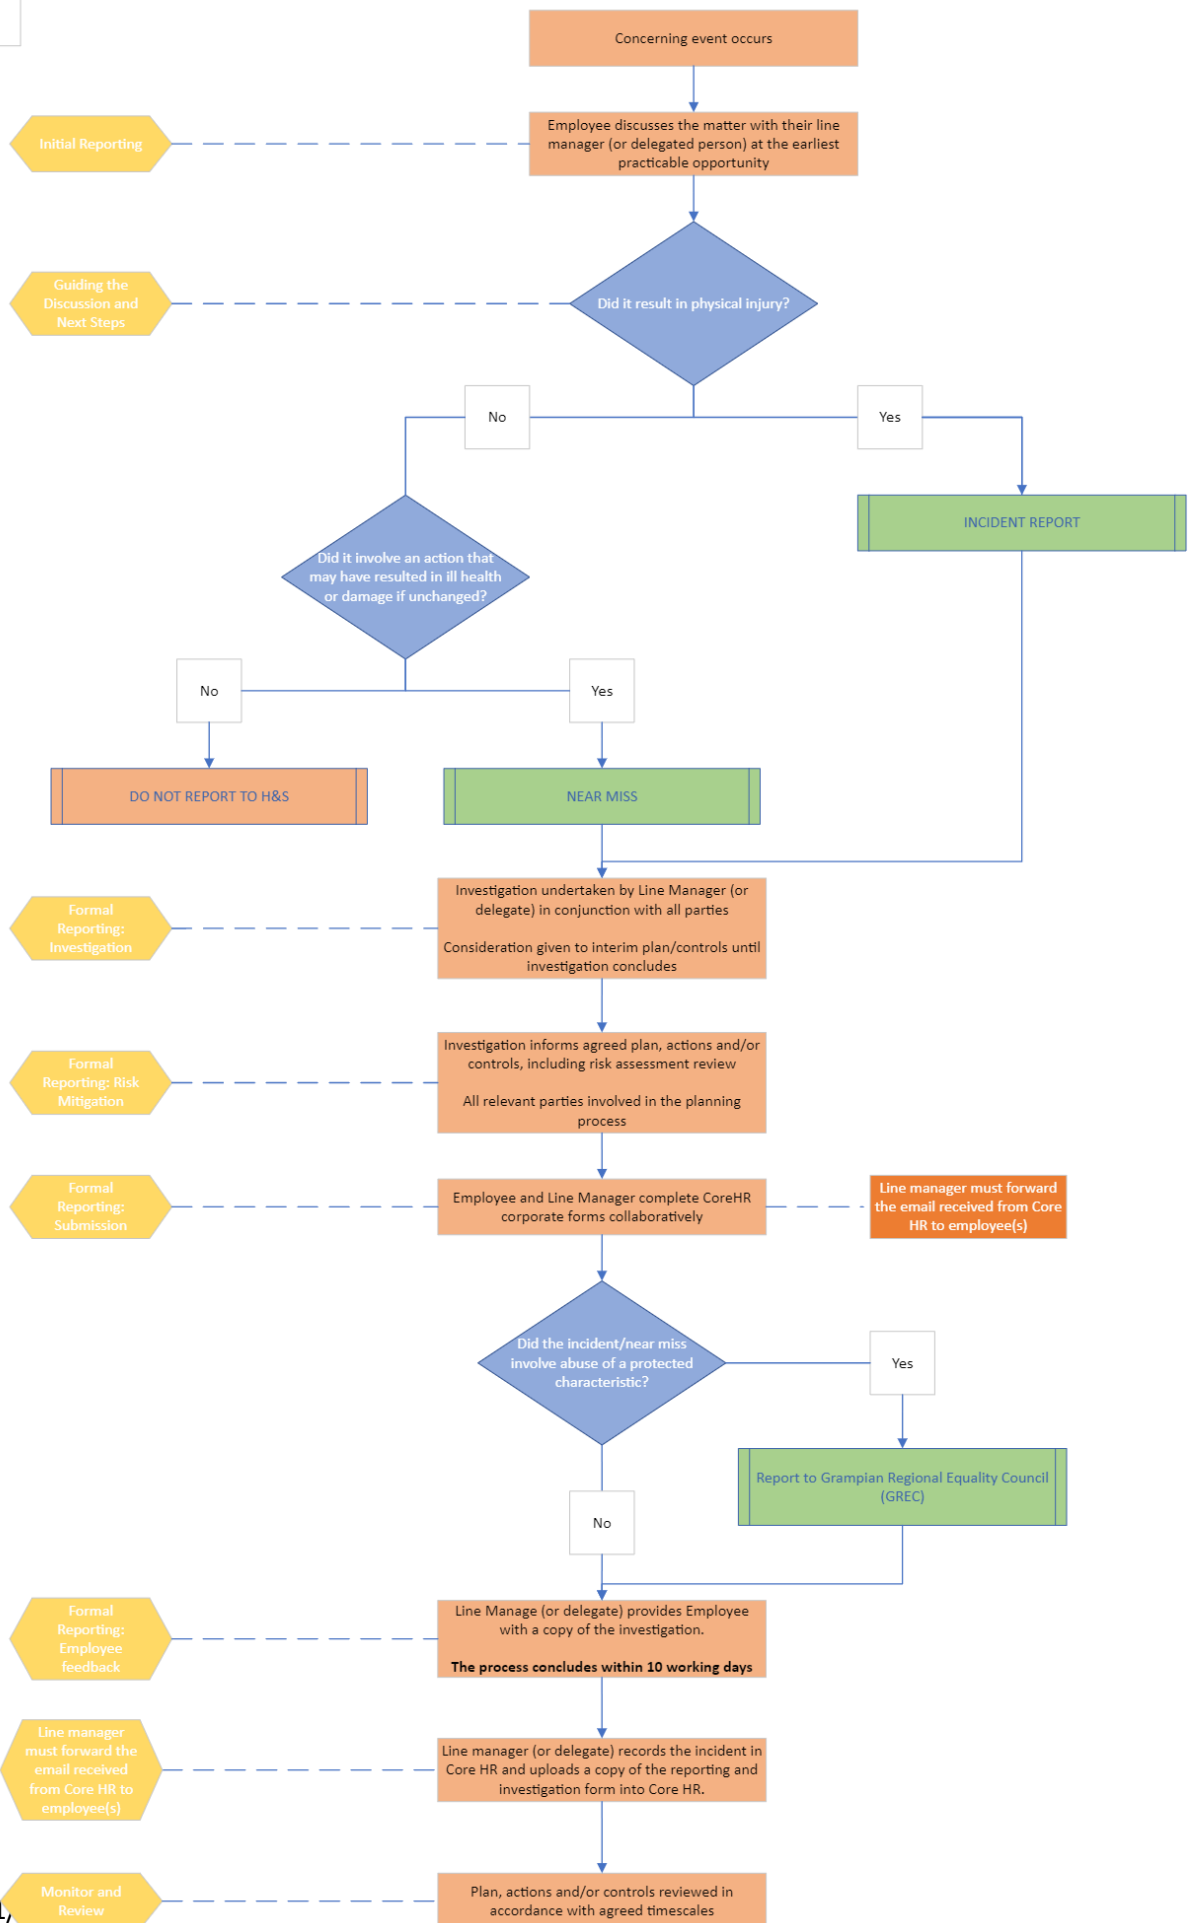 Concerning event occurs
Initial Reporting
Employee discusses the matter with their line
manager (or delegated person) at the earliest
practicable opportunity
Guiding the
Discussion and
Next Steps
Did it result in physical injury?
No
Yes
INCIDENT REPORT
Did it involve an action that
may have resulted in ill health
or damage if unchanged?
No
Yes
DO NOT REPORT TO H&S
NEAR MISS
Formal
Reporting:
Investigation
Investigation undertaken by Line Manager (or
delegate) in conjunction with all parties
Consideration given to interim plan/controls until
investigation concludes
Formal
Reporting: Risk
Mitigation
Investigation informs agreed plan, actions and/or
controls, including risk assessment review
All relevant parties involved in the planning
process
Formal
Reporting:
Submission
Employee and Line Manager complete CoreHR
corporate forms collaboratively
Line manager must forward
the email received from Core
HR to employee(s)
Did the incident/near miss
involve abuse of a protected
characteristic?
Yes
Report to Grampian Regional Equality Council
(GREC)
No
Formal
Reporting:
Employee
feedback
Line Manage (or delegate) provides Employee
with a copy of the investigation.
The process concludes within 10 working days
Line manager
must forward the
email received
from Core HR to
employee(s)
Line manager (or delegate) records the incident in
Core HR and uploads a copy of the reporting and
investigation form into Core HR.
Monitor and
Review
Plan, actions and/or controls reviewed in
accordance with agreed timescales